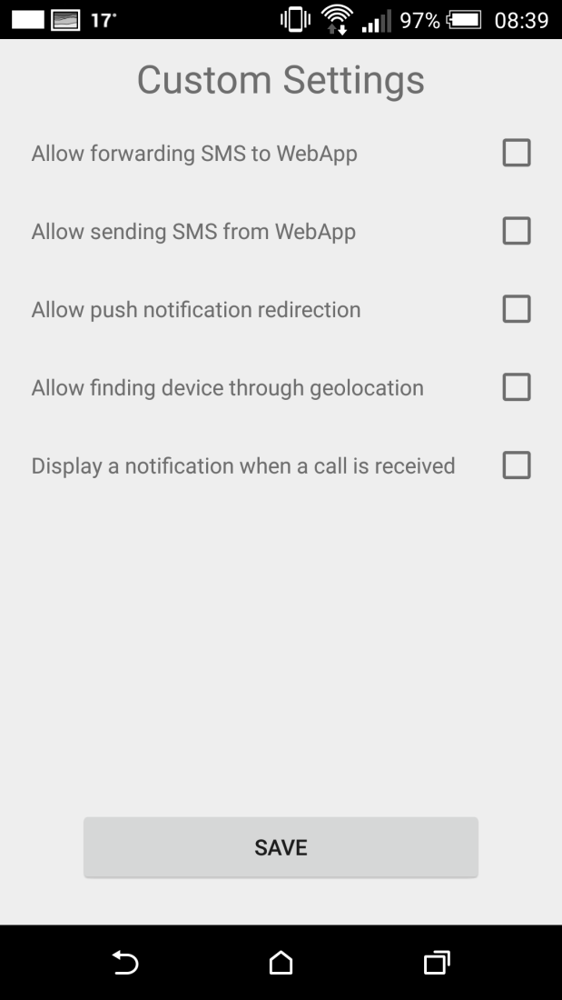 17° 97% 08:39
Custom Settings
Allow forwarding SMS to WebApp
Allow sending SMS from WebApp
Allow push notification redirection
Allow finding device through geolocation
Display a notification when a call is received
SAVE